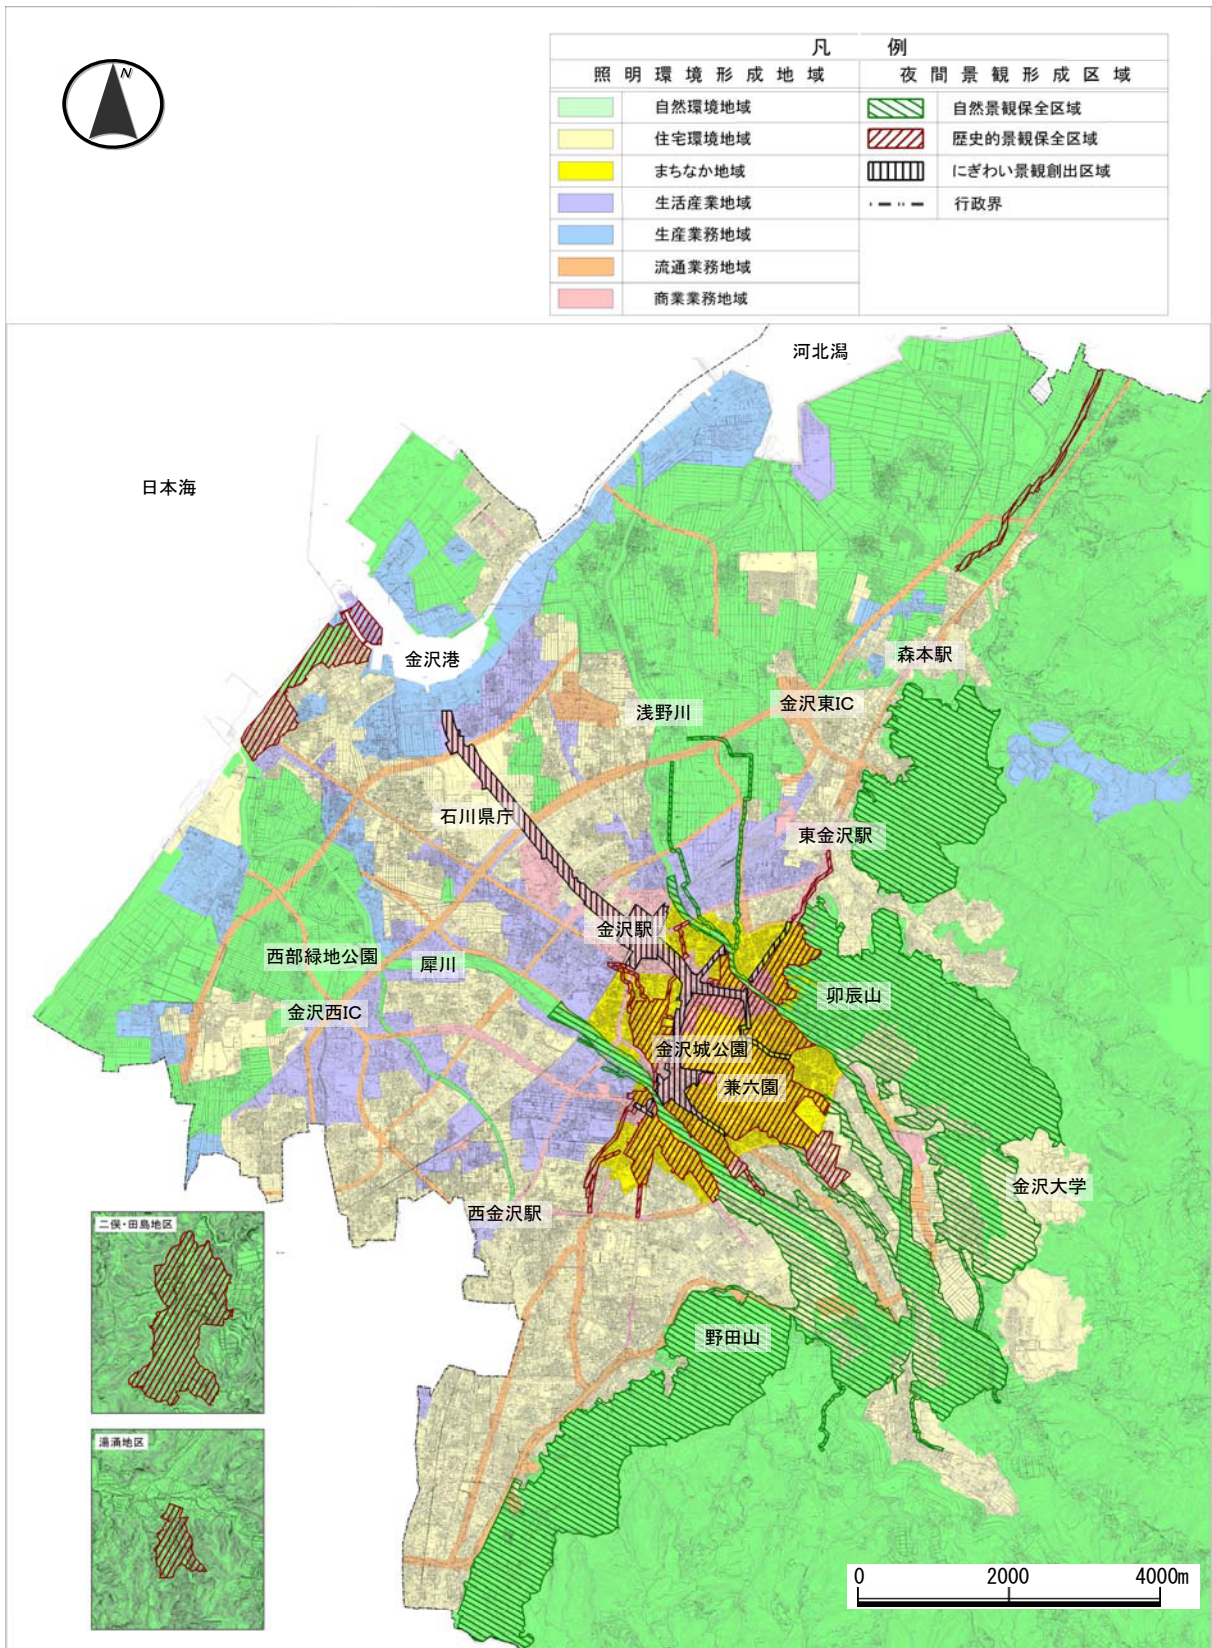 N
凡例
照明環境形成地域
夜間景観形成区域
自然環境地域
自然景観保全区域
住宅環境地域
歴史的景観保全区域
まちなか地域
にぎわい景観創出区域
生活産業地域
行政界
生産業務地域
流通業務地域
商業業務地域
河北潟
日本海
金沢港
森本駅
金沢東IC
浅野川
石川県庁
東金沢駅
金沢駅
西部緑地公園
犀川
卯辰山
金沢西IC
金沢城公園
兼六園
金沢大学
西金沢駅
二俣・田島地区
野田山
湯涌地区
0 2000 4000m